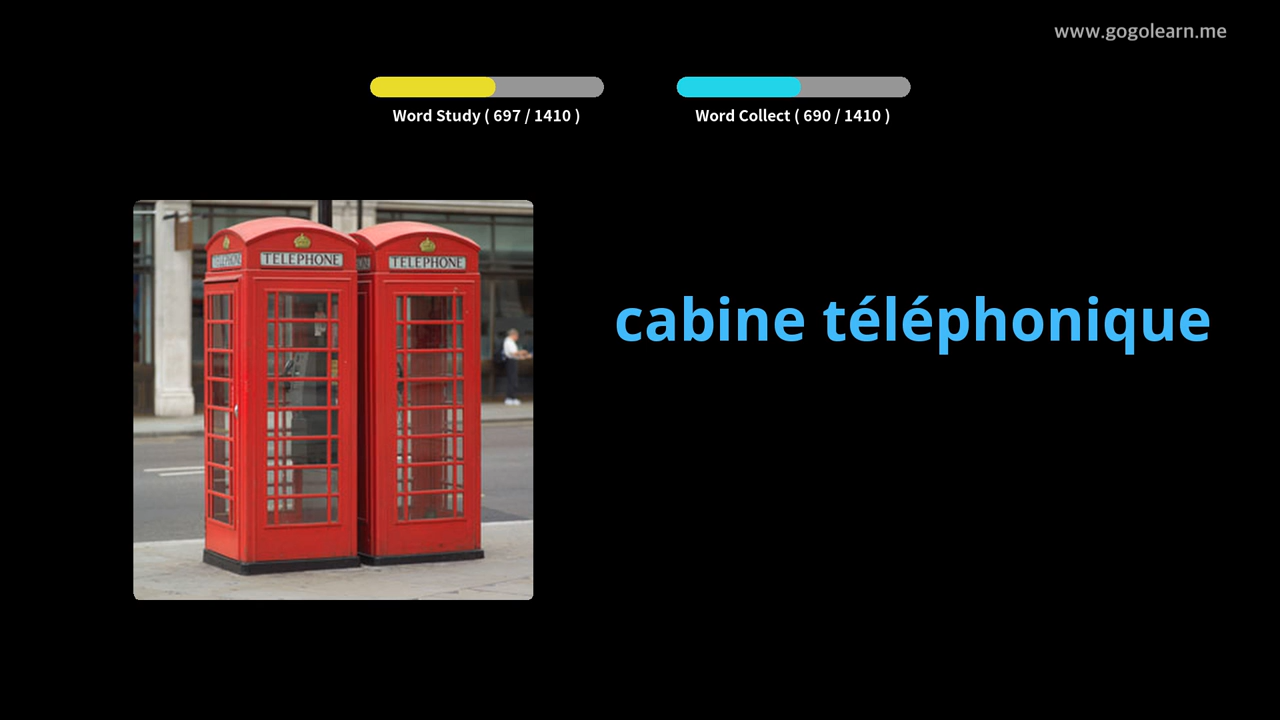 www.gogolearn.me
Word Study ( 697 / 1410 )
Word Collect ( 690 / 1410 )
TELEPHONE
TELEPHONE
cabine téléphonique